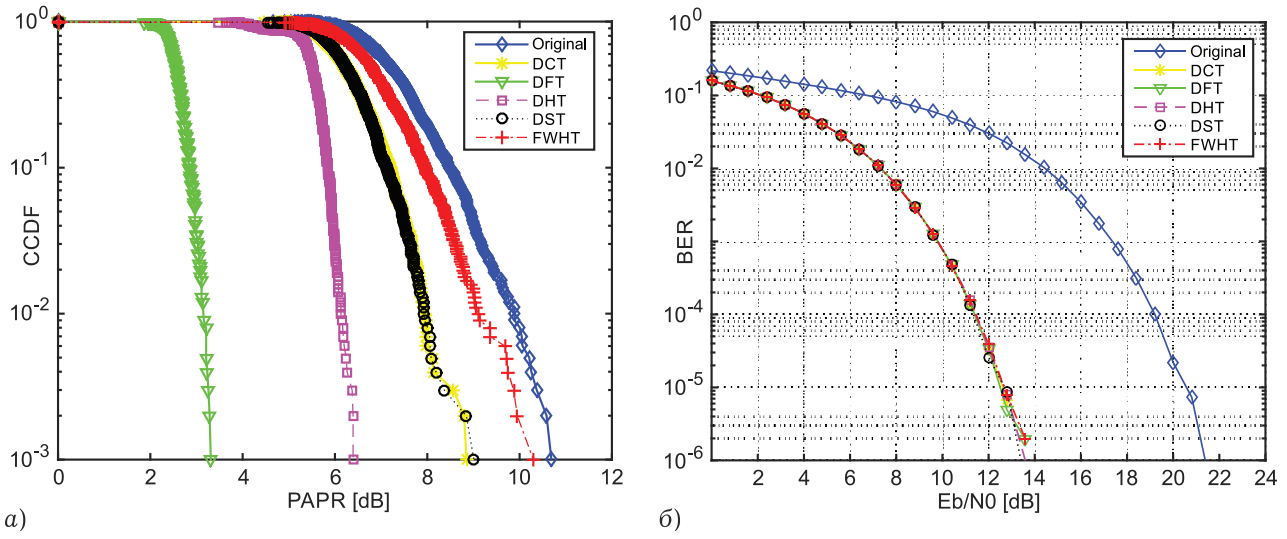 10^0
10^-1
10^-2
10^-3
CCDF
0 2 4 6 8 10 12
PAPR [dB]
Original
DCT
DFT
DHT
DST
FWHT
а)
10^0
10^-1
10^-2
10^-3
10^-4
10^-5
10^-6
BER
2 4 6 8 10 12 14 16 18 20 22 24
Eb/N0 [dB]
Original
DCT
DFT
DHT
DST
FWHT
б)